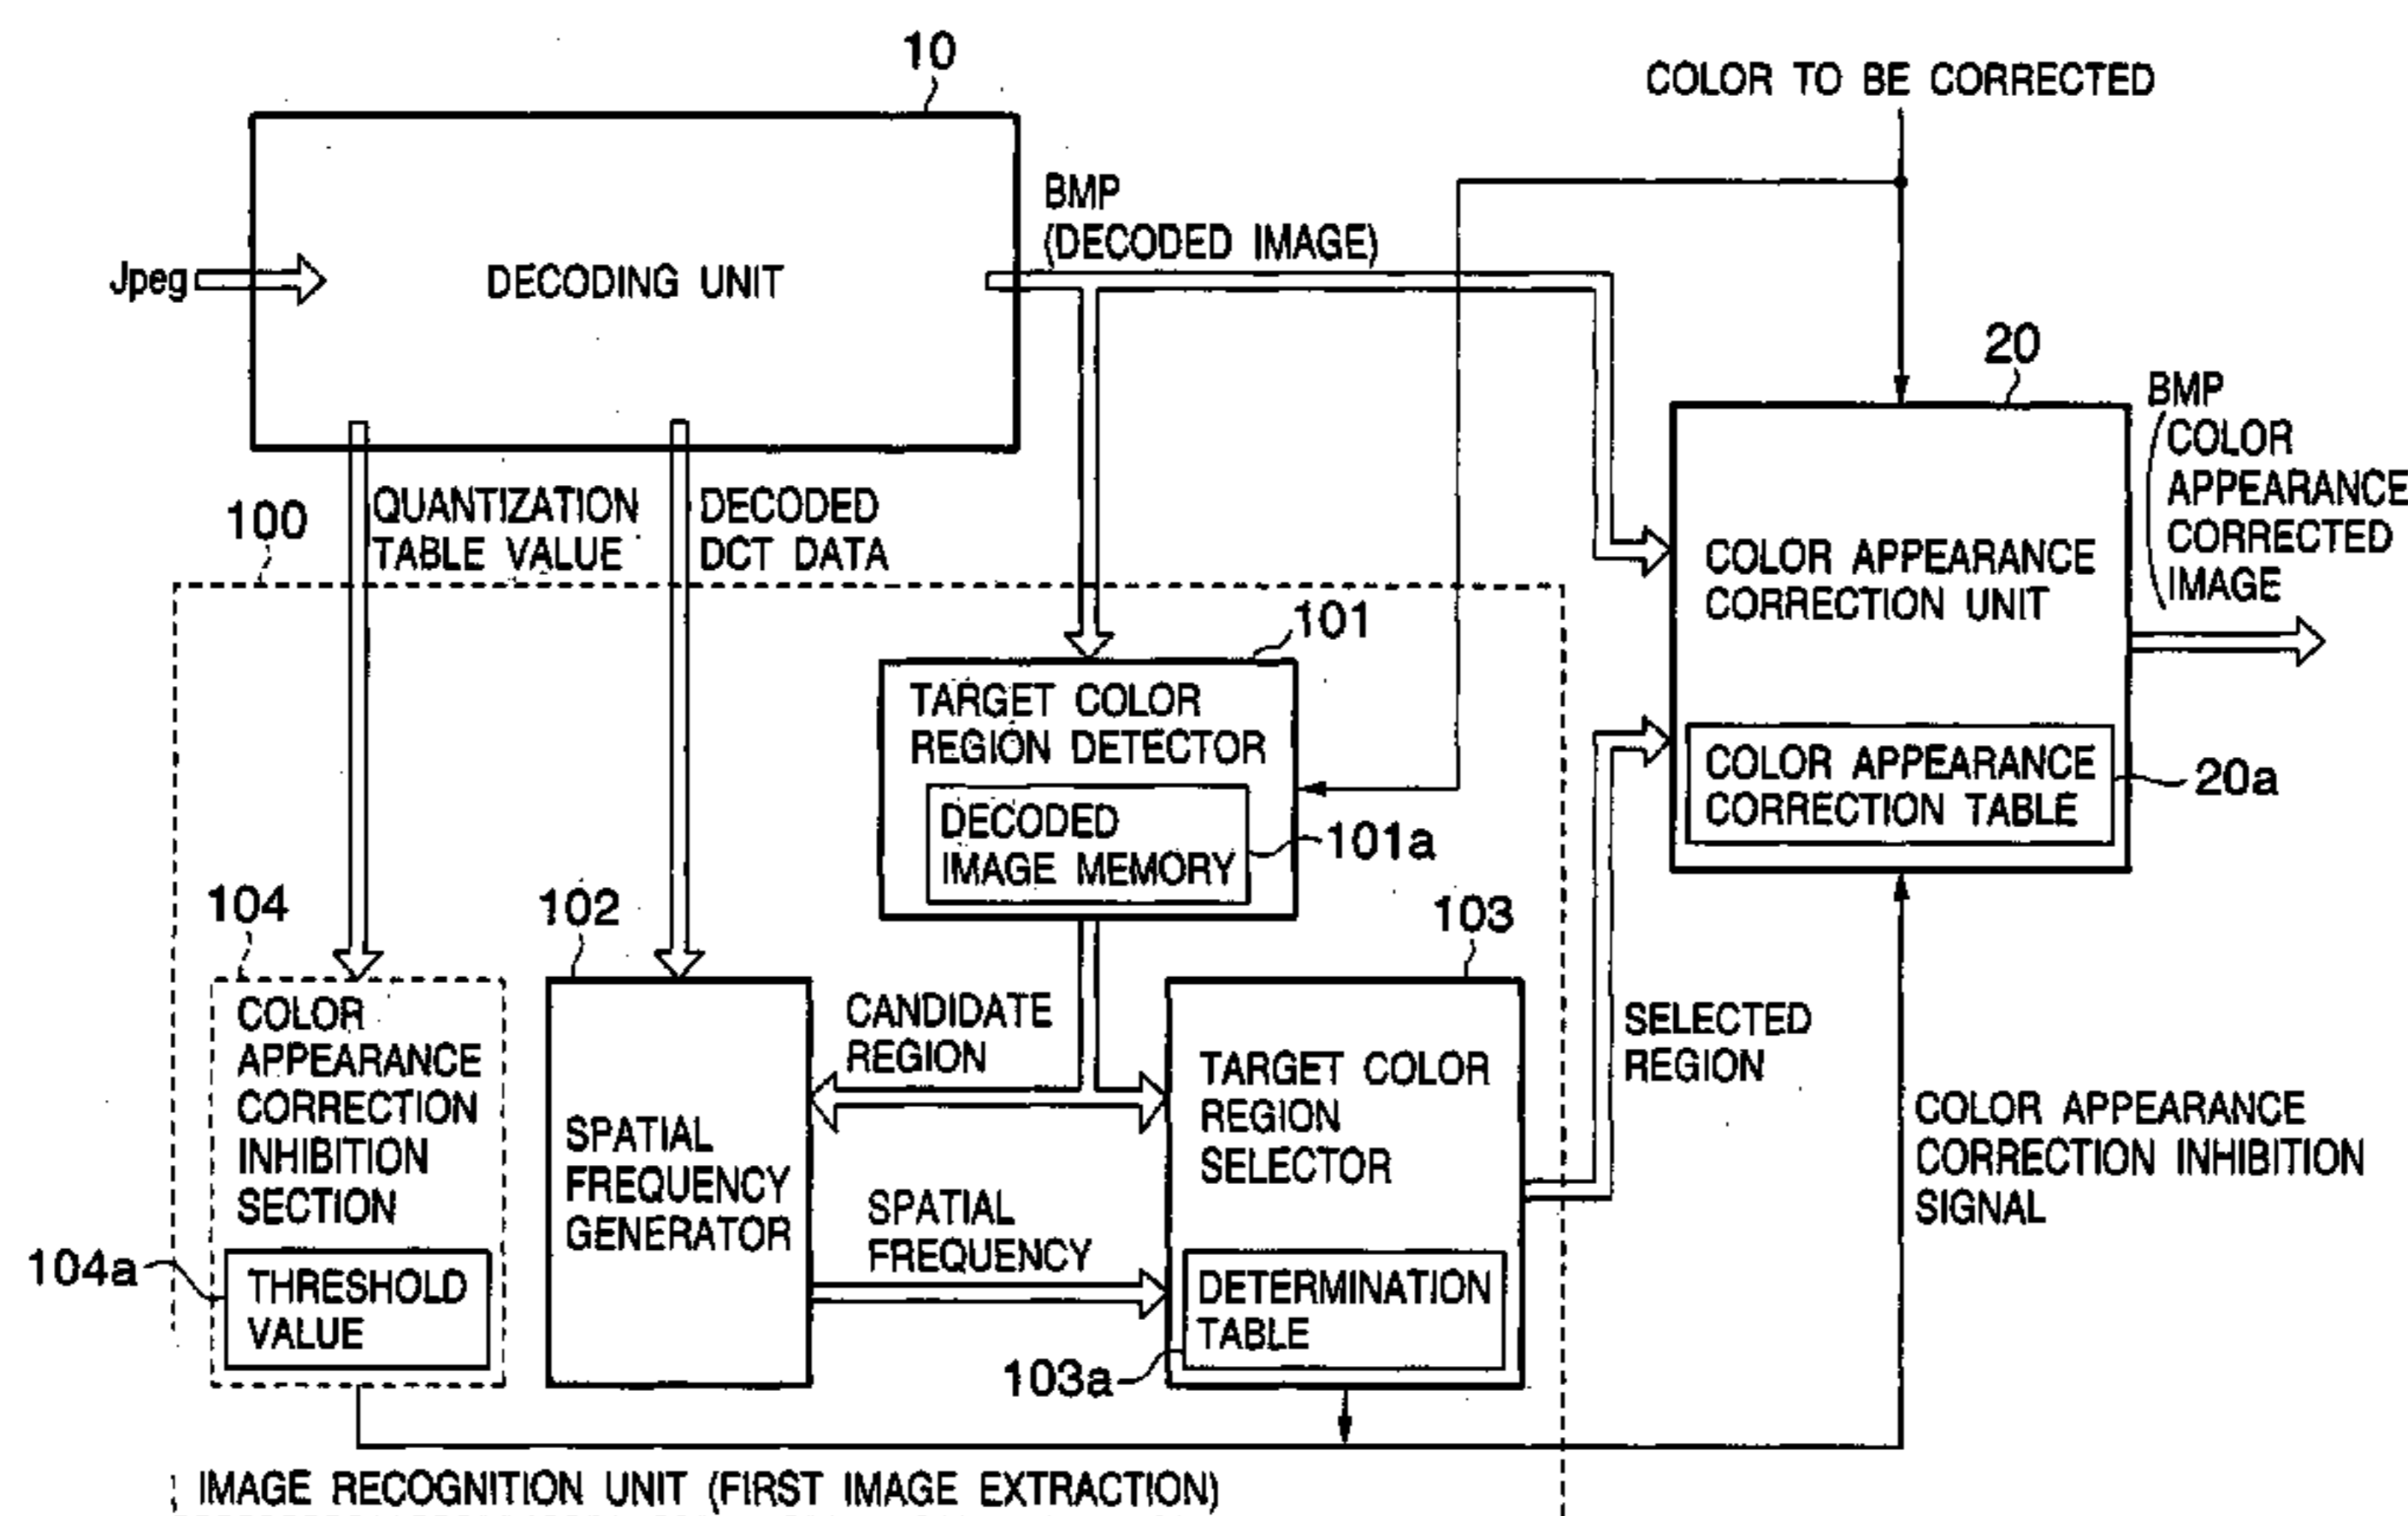 10
COLOR TO BE CORRECTED
BMP
(DECODED IMAGE)
Jpeg
DECODING UNIT
20
BMP
COLOR
APPEARANCE
CORRECTED
IMAGE
100
QUANTIZATION
TABLE VALUE
DECODED
DCT DATA
COLOR APPEARANCE
CORRECTION UNIT
101
TARGET COLOR
REGION DETECTOR
COLOR APPEARANCE
CORRECTION TABLE
20a
DECODED
IMAGE MEMORY
101a
104
102
103
COLOR
APPEARANCE
CORRECTION
INHIBITION
SECTION
CANDIDATE
REGION
SELECTED
REGION
TARGET COLOR
REGION
SELECTOR
SPATIAL
FREQUENCY
GENERATOR
COLOR APPEARANCE
CORRECTION INHIBITION
SIGNAL
SPATIAL
FREQUENCY
104a
THRESHOLD
VALUE
DETERMINATION
TABLE
103a
IMAGE RECOGNITION UNIT (FIRST IMAGE EXTRACTION)